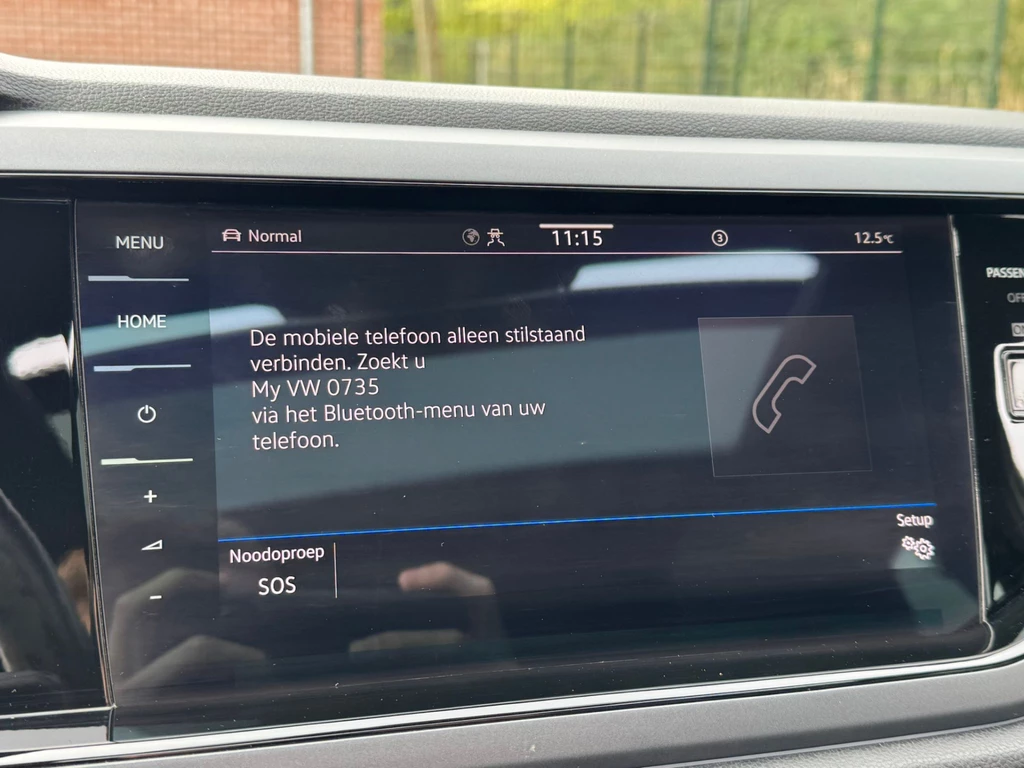 MENU
Normal
11:15
3
12.5°C
HOME
De mobiele telefoon alleen stilstaand
verbinden. Zoekt u
My VW 0735
via het Bluetooth-menu van uw
telefoon.
+
-
Noodoproep
SOS
Setup
PASSEN